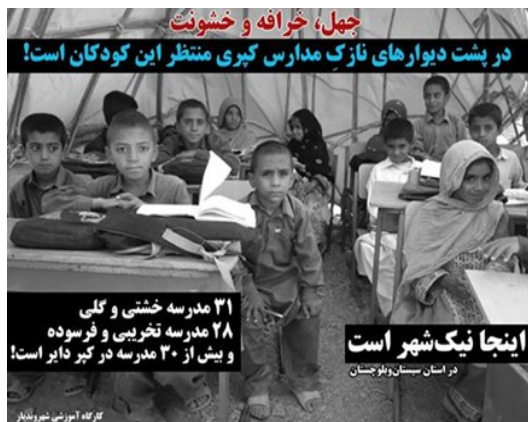 جهل، خرافه و خشونت
در پشت دیوارهای نازکِ مدارس کپری منتظر این کودکان است!
۳۱ مدرسه خشتی و گلی
۲۸ مدرسه تخریبی و فرسوده
و بیش از ۳۰ مدرسه در کپر دایر است!
اینجا نیک‌شهر است
در استان سیستان‌وبلوچستان
کارگاه آموزشی شهروندیار